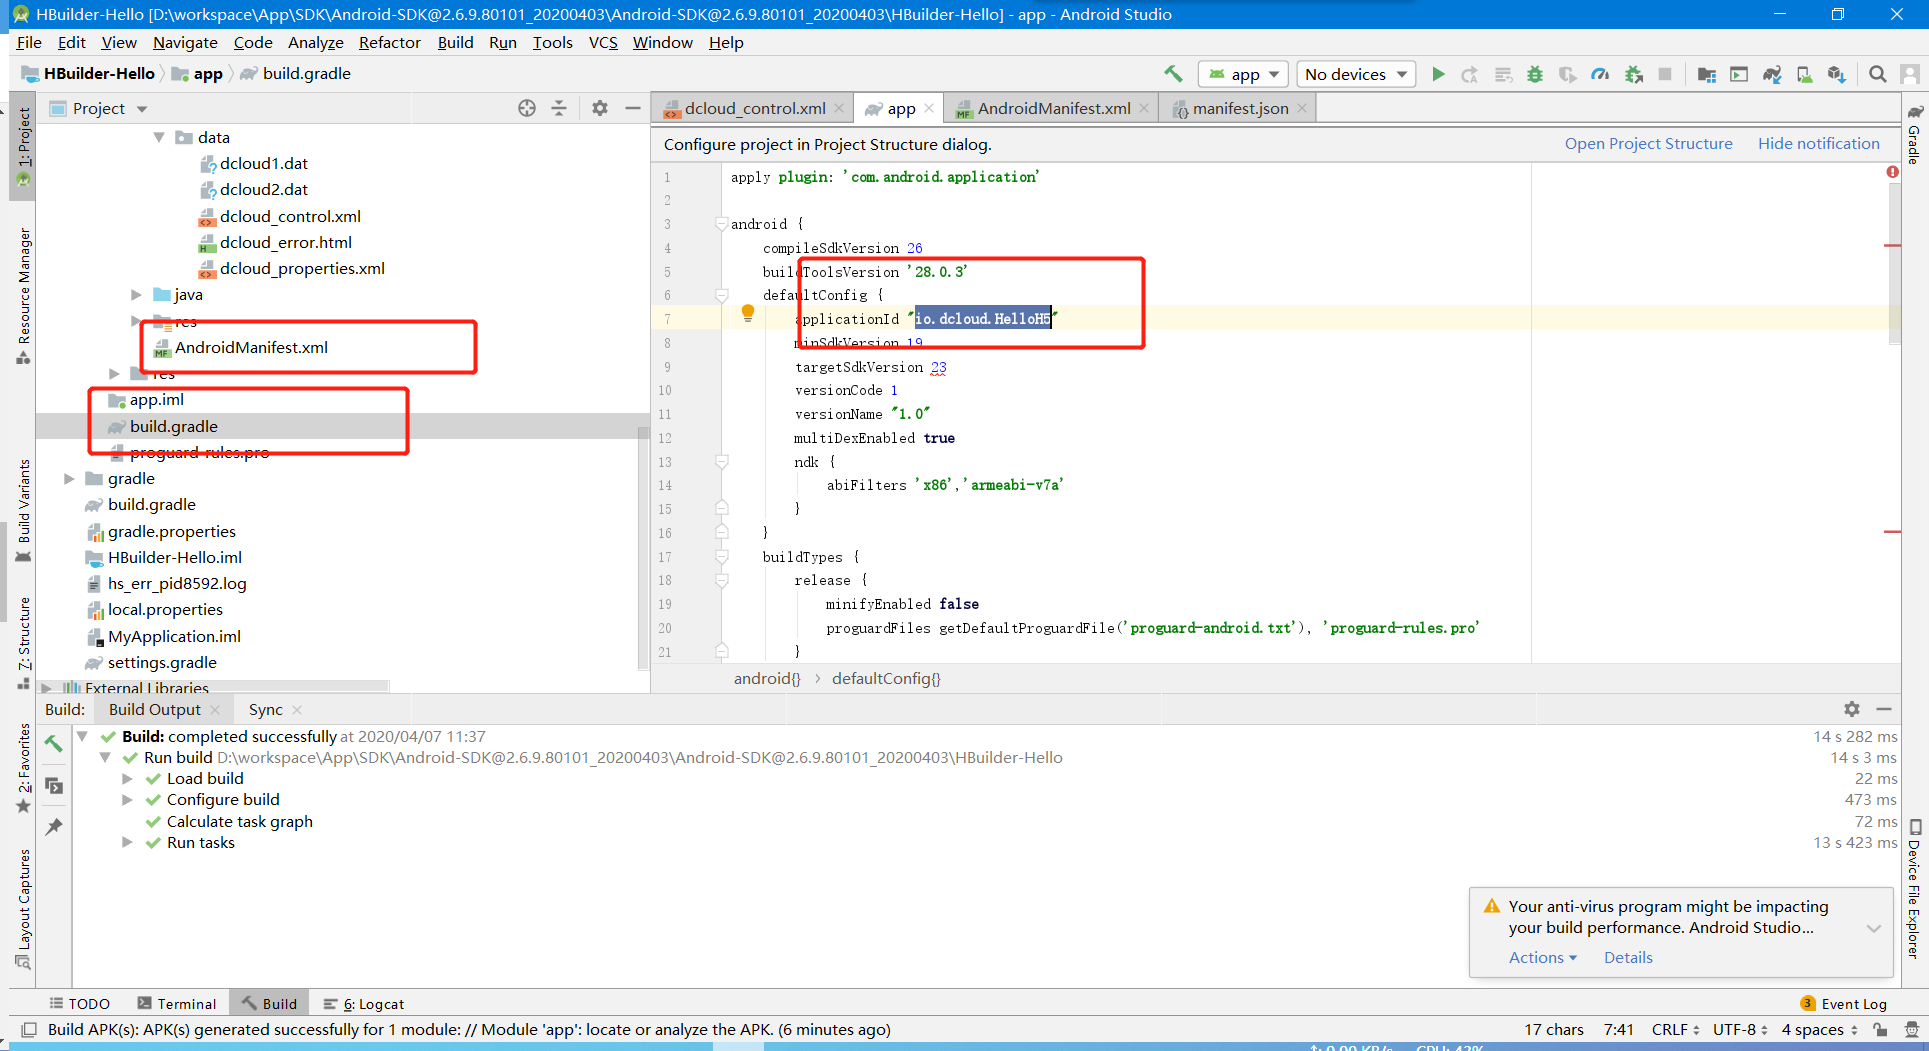 HBuilder-Hello [D:\workspace\App\SDK\Android-SDK@2.6.9.80101_20200403\Android-SDK@2.6.9.80101_20200403\HBuilder-Hello] - app - Android Studio
File Edit View Navigate Code Analyze Refactor Build Run Tools VCS Window Help
HBuilder-Hello app build.gradle app No devices
Project
dcloud_control.xml app AndroidManifest.xml manifest.json
Configure project in Project Structure dialog. Open Project Structure Hide notification
1: Project
Resource Manager
Build Variants
Z: Structure
2: Favorites
Layout Captures
data
dcloud1.dat
dcloud2.dat
dcloud_control.xml
dcloud_error.html
dcloud_properties.xml
java
res
AndroidManifest.xml
res
app.iml
build.gradle
proguard-rules.pro
gradle
build.gradle
gradle.properties
HBuilder-Hello.iml
hs_err_pid8592.log
local.properties
MyApplication.iml
settings.gradle
External Libraries
1 apply plugin: 'com.android.application'
2
3 android {
4 compileSdkVersion 26
5 buildToolsVersion '28.0.3'
6 defaultConfig {
7 applicationId "io.dcloud.HelloH5"
8 minSdkVersion 19
9 targetSdkVersion 23
10 versionCode 1
11 versionName "1.0"
12 multiDexEnabled true
13 ndk {
14 abiFilters 'x86','armeabi-v7a'
15 }
16 }
17 buildTypes {
18 release {
19 minifyEnabled false
20 proguardFiles getDefaultProguardFile('proguard-android.txt'), 'proguard-rules.pro'
21 }
android{} › defaultConfig{}
Gradle
Device File Explorer
Build: Build Output Sync
Build: completed successfully at 2020/04/07 11:37 14 s 282 ms
Run build D:\workspace\App\SDK\Android-SDK@2.6.9.80101_20200403\Android-SDK@2.6.9.80101_20200403\HBuilder-Hello 14 s 3 ms
Load build 22 ms
Configure build 473 ms
Calculate task graph 72 ms
Run tasks 13 s 423 ms
Your anti-virus program might be impacting
your build performance. Android Studio...
Actions Details
TODO Terminal Build 6: Logcat 3 Event Log
Build APK(s): APK(s) generated successfully for 1 module: // Module 'app': locate or analyze the APK. (6 minutes ago) 17 chars 7:41 CRLF UTF-8 4 spaces